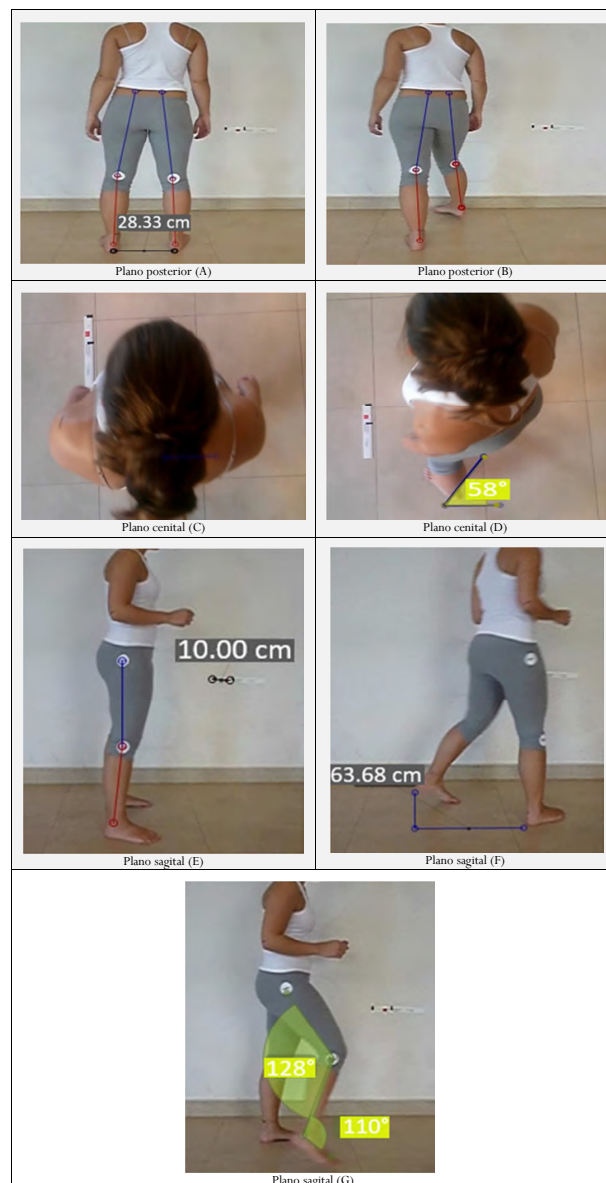 28.33 cm
Plano posterior (A)
Plano posterior (B)
Plano cenital (C)
58°
Plano cenital (D)
10.00 cm
Plano sagital (E)
63.68 cm
Plano sagital (F)
128°
110°
Plano sagital (G)